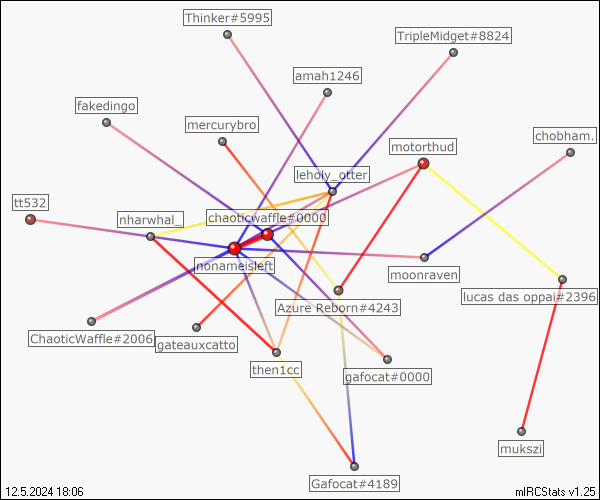 Thinker#5995
TripleMidget#8824
amah1246
fakedingo
mercurybro
chobham.
motorthud
leholy_otter
tt532
nharwhal_
chaoticwaffle#0000
nonameisleft
moonraven
lucas das oppai#2396
Azure Reborn#4243
ChaoticWaffle#2006
gateauxcatto
then1cc
gafocat#0000
mukszi
Gafocat#4189
12.5.2024 18:06
mIRCStats v1.25